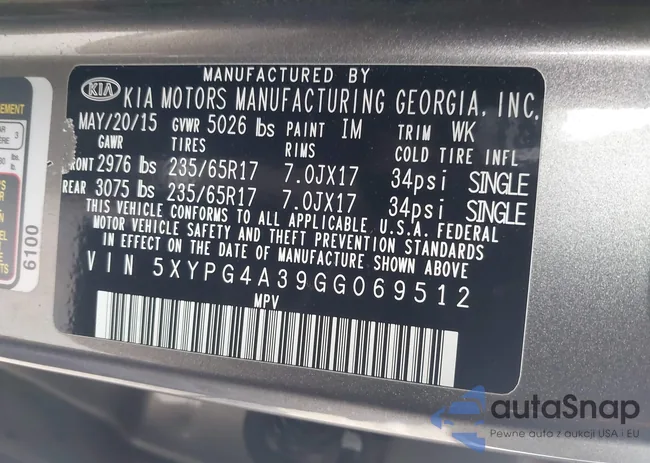 MANUFACTURED BY
KIA KIA MOTORS MANUFACTURING GEORGIA, INC.
MAY/20/15 GVWR 5026 lbs PAINT IM TRIM WK
GAWR TIRES RIMS COLD TIRE INFL
FRONT 2976 lbs 235/65R17 7.0JX17 34psi SINGLE
REAR 3075 lbs 235/65R17 7.0JX17 34psi SINGLE
THIS VEHICLE CONFORMS TO ALL APPLICABLE U.S.A. FEDERAL
MOTOR VEHICLE SAFETY AND THEFT PREVENTION STANDARDS
IN EFFECT ON THE DATE OF MANUFACTURE SHOWN ABOVE
VIN 5XYPG4A39GG069512
MPV
6100
autaSnap
Pewne auta z aukcji USA i EU